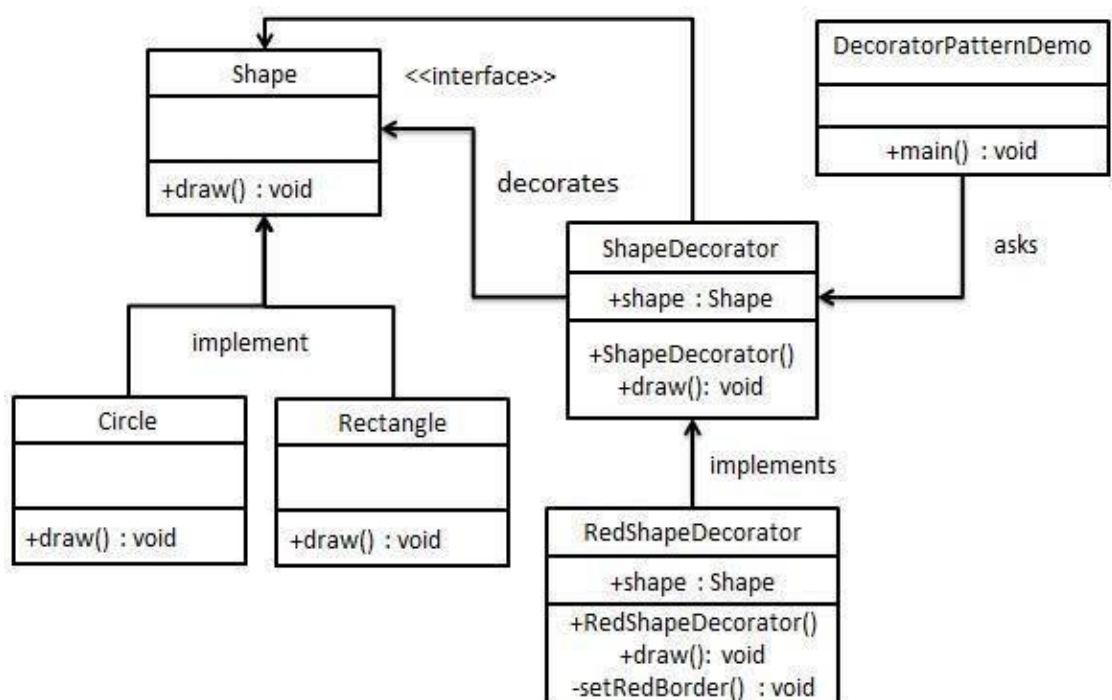 Shape
+draw() : void
<<interface>>
decorates
DecoratorPatternDemo
+main() : void
asks
ShapeDecorator
+shape : Shape
+ShapeDecorator()
+draw(): void
implement
Circle
+draw() : void
Rectangle
+draw() : void
implements
RedShapeDecorator
+shape : Shape
+RedShapeDecorator()
+draw(): void
-setRedBorder() : void